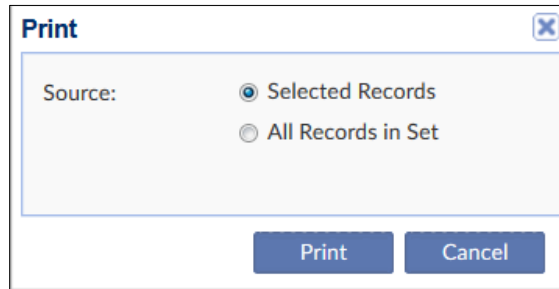 Print
Source:
Selected Records
All Records in Set
Print
Cancel